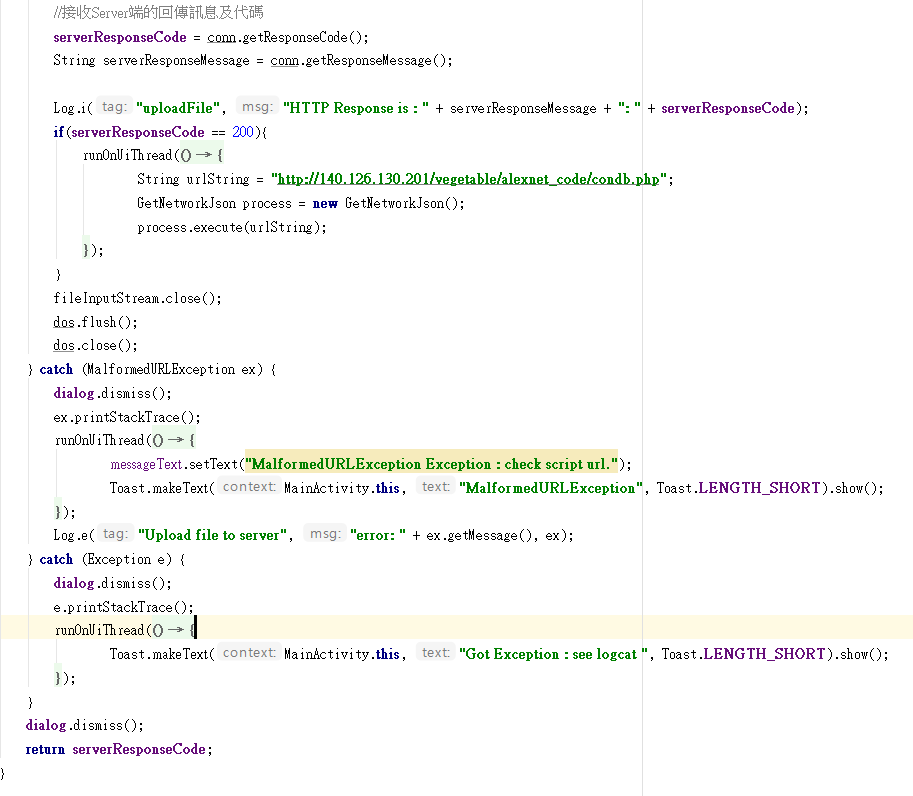 //接收Server端的回傳訊息及代碼
serverResponseCode = conn.getResponseCode();
String serverResponseMessage = conn.getResponseMessage();
Log.i( tag: "uploadFile", msg: "HTTP Response is : " + serverResponseMessage + ": " + serverResponseCode);
if(serverResponseCode == 200){
runOnUiThread(() → {
String urlString = "http://140.126.130.201/vegetable/alexnet_code/condb.php";
GetNetworkJson process = new GetNetworkJson();
process.execute(urlString);
});
}
fileInputStream.close();
dos.flush();
dos.close();
} catch (MalformedURLException ex) {
dialog.dismiss();
ex.printStackTrace();
runOnUiThread(() → {
messageText.setText("MalformedURLException Exception : check script url.");
Toast.makeText( context: MainActivity.this, text: "MalformedURLException", Toast.LENGTH_SHORT).show();
});
Log.e( tag: "Upload file to server", msg: "error: " + ex.getMessage(), ex);
} catch (Exception e) {
dialog.dismiss();
e.printStackTrace();
runOnUiThread(() → {
Toast.makeText( context: MainActivity.this, text: "Got Exception : see logcat ", Toast.LENGTH_SHORT).show();
});
}
dialog.dismiss();
return serverResponseCode;
}